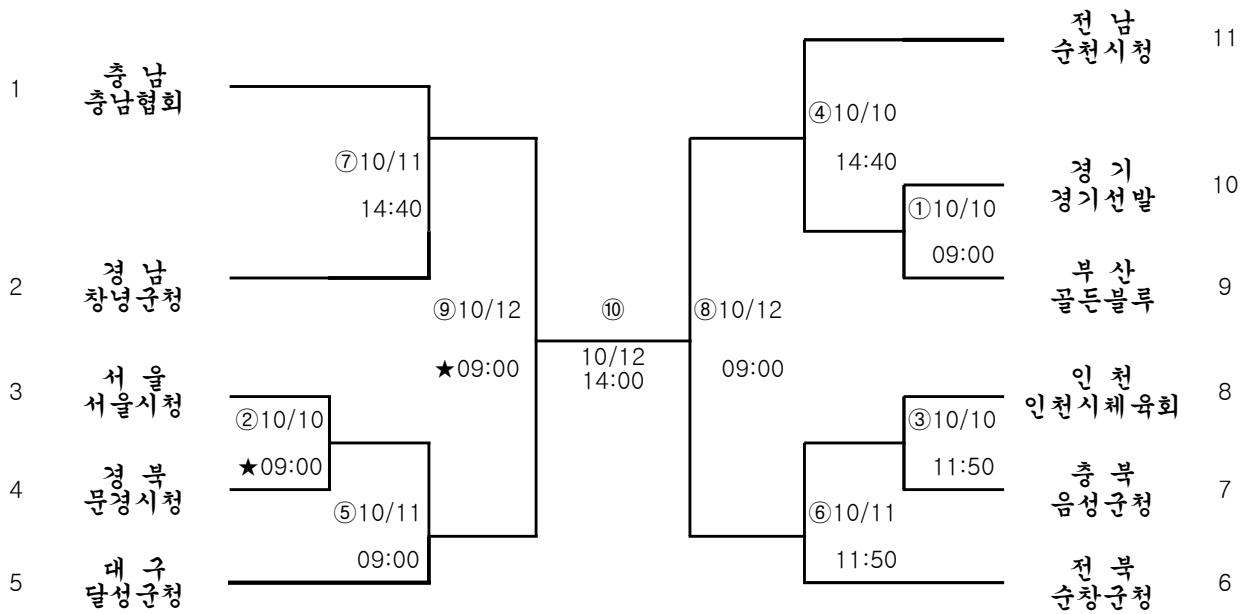 전 남
순천시청
11
1
충 남
충남협회
④10/10
⑦10/11
14:40
경 기
경기선발
10
14:40
①10/10
09:00
2
경 남
창녕군청
부 산
골든블루
9
⑨10/12
⑩
⑧10/12
★09:00
10/12
14:00
09:00
3
서 울
서울시청
인 천
인천시체육회
8
②10/10
③10/10
★09:00
11:50
4
경 북
문경시청
충 북
음성군청
7
⑤10/11
⑥10/11
09:00
11:50
5
대 구
달성군청
전 북
순창군청
6